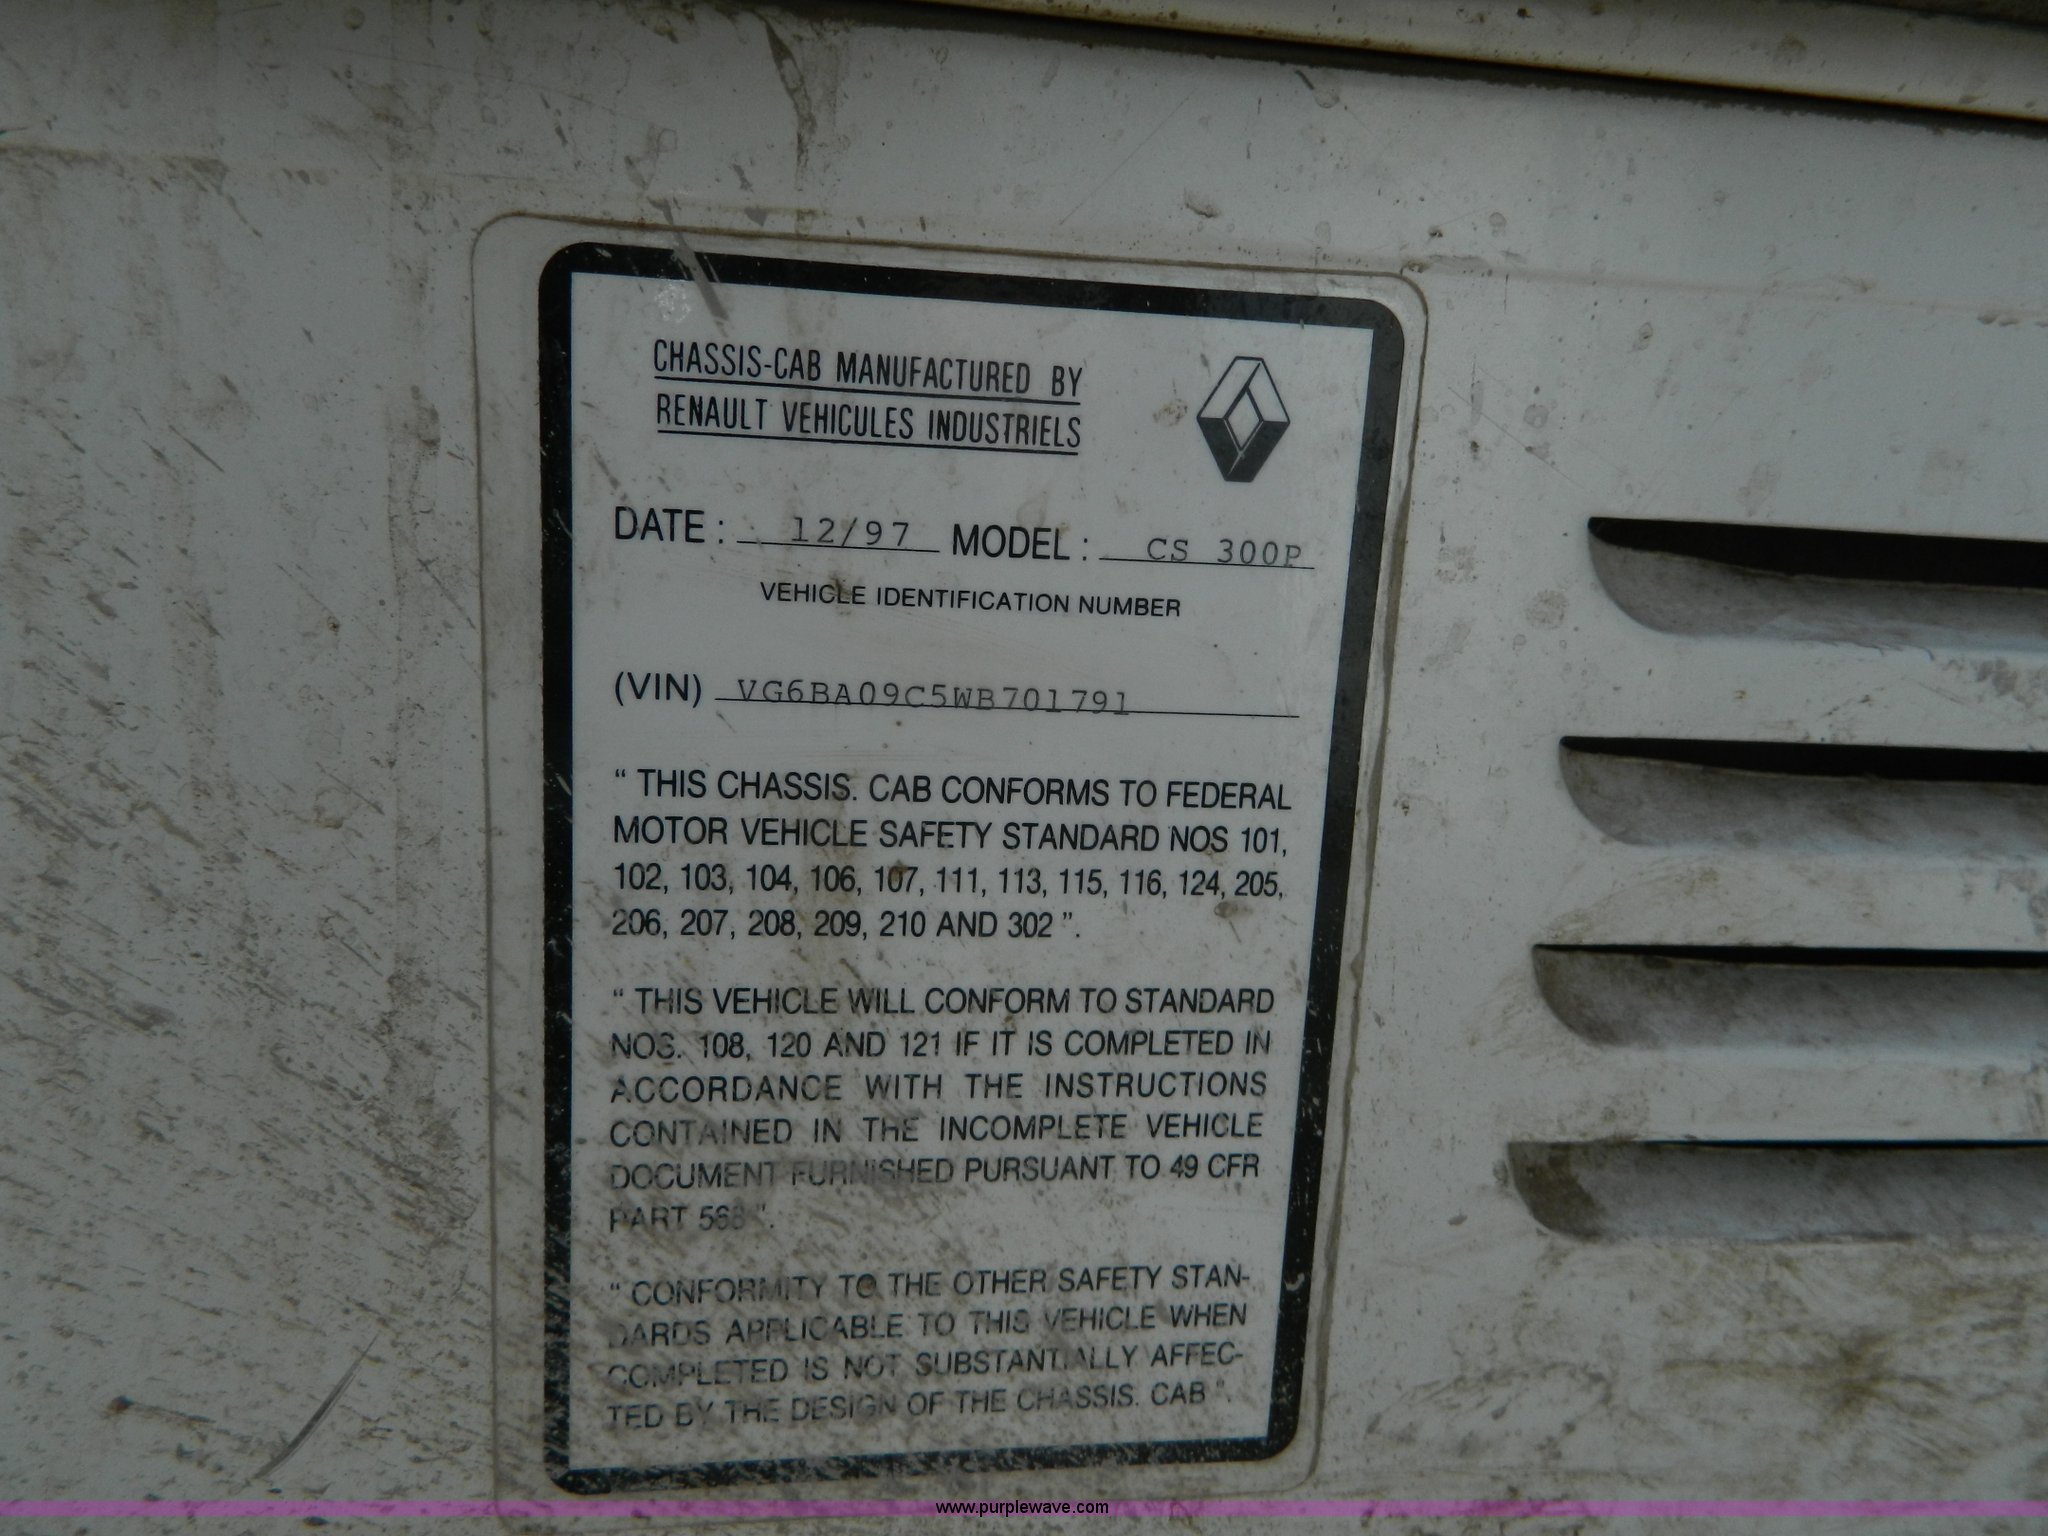 CHASSIS-CAB MANUFACTURED BY
RENAULT VEHICULES INDUSTRIELS
DATE : 12/97 MODEL : CS 300P
VEHICLE IDENTIFICATION NUMBER
(VIN) VG6BA09C5WB701791
“ THIS CHASSIS. CAB CONFORMS TO FEDERAL
MOTOR VEHICLE SAFETY STANDARD NOS 101,
102, 103, 104, 106, 107, 111, 113, 115, 116, 124, 205,
206, 207, 208, 209, 210 AND 302 ”.
“ THIS VEHICLE WILL CONFORM TO STANDARD
NOS. 108, 120 AND 121 IF IT IS COMPLETED IN
ACCORDANCE WITH THE INSTRUCTIONS
CONTAINED IN THE INCOMPLETE VEHICLE
DOCUMENT FURNISHED PURSUANT TO 49 CFR
PART 568 ”.
“ CONFORMITY TO THE OTHER SAFETY STAN-
DARDS APPLICABLE TO THIS VEHICLE WHEN
COMPLETED IS NOT SUBSTANTIALLY AFFEC-
TED BY THE DESIGN OF THE CHASSIS. CAB ”.
www.purplewave.com